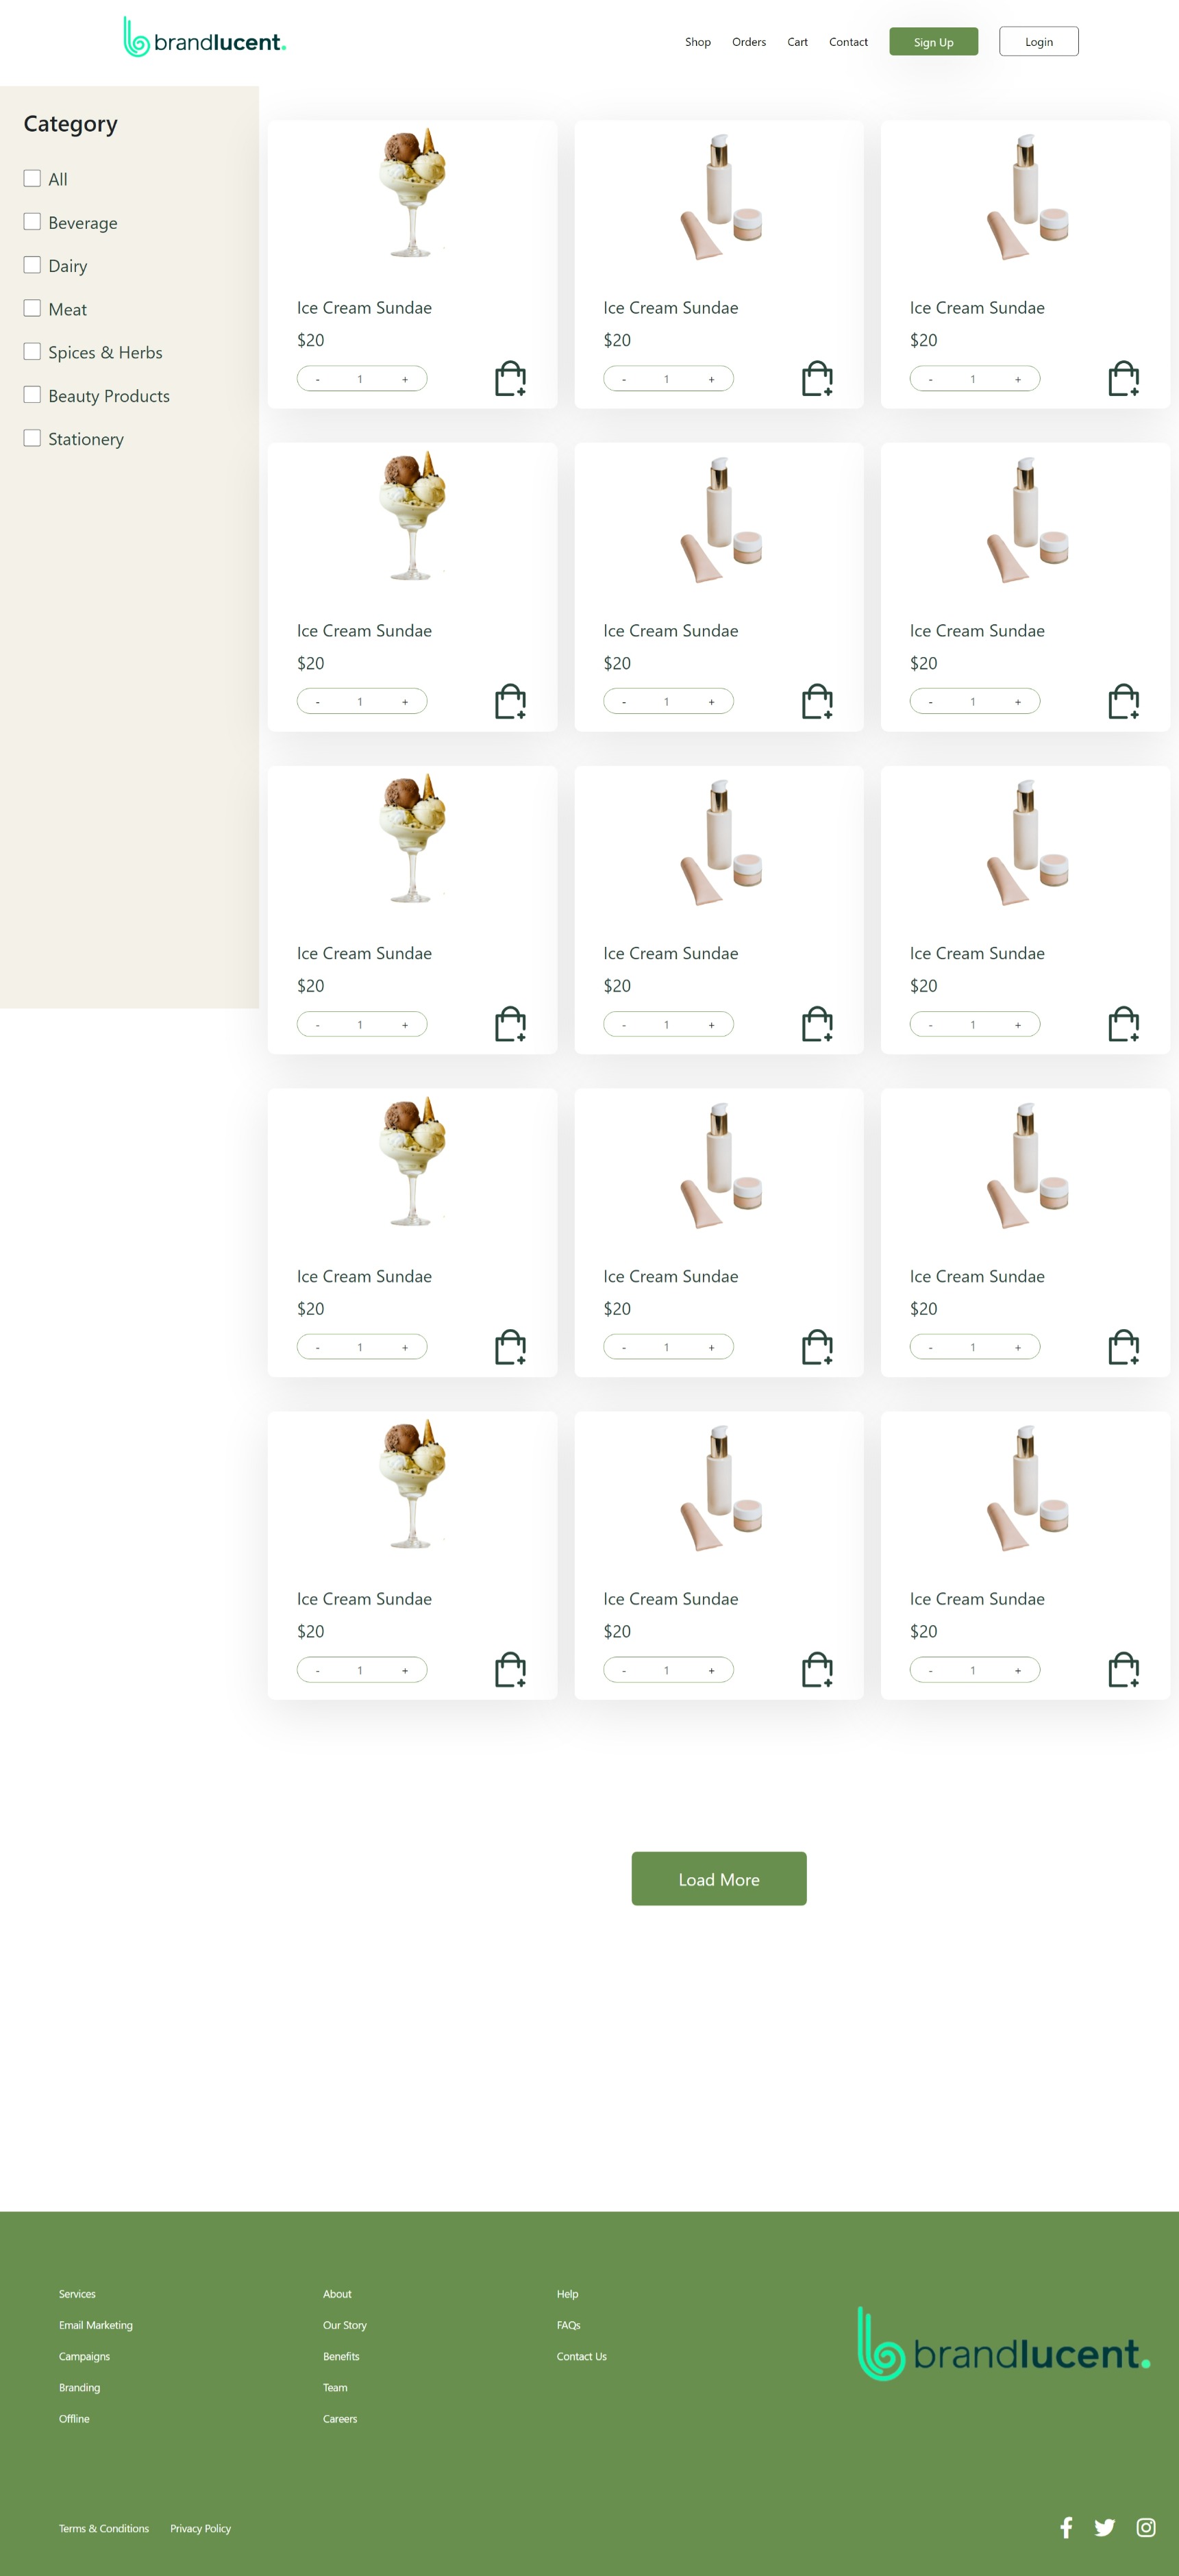 brandlucent.
Shop Orders Cart Contact Sign Up Login
Category
All
Beverage
Dairy
Meat
Spices & Herbs
Beauty Products
Stationery
Ice Cream Sundae Ice Cream Sundae Ice Cream Sundae
$20 $20 $20
- 1 + - 1 + - 1 +
Ice Cream Sundae Ice Cream Sundae Ice Cream Sundae
$20 $20 $20
- 1 + - 1 + - 1 +
Ice Cream Sundae Ice Cream Sundae Ice Cream Sundae
$20 $20 $20
- 1 + - 1 + - 1 +
Ice Cream Sundae Ice Cream Sundae Ice Cream Sundae
$20 $20 $20
- 1 + - 1 + - 1 +
Ice Cream Sundae Ice Cream Sundae Ice Cream Sundae
$20 $20 $20
- 1 + - 1 + - 1 +
Load More
Services
Email Marketing
Campaigns
Branding
Offline
About
Our Story
Benefits
Team
Careers
Help
FAQs
Contact Us
brandlucent.
Terms & Conditions Privacy Policy